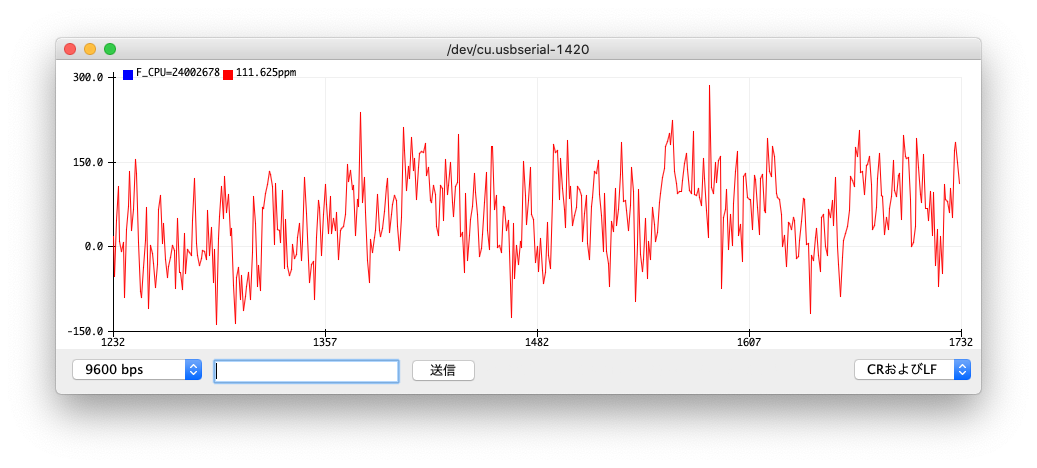 /dev/cu.usbserial-1420
F_CPU=24002678 111.625ppm
300.0
150.0
0.0
-150.0
1232 1357 1482 1607 1732
9600 bps 送信 CRおよびLF